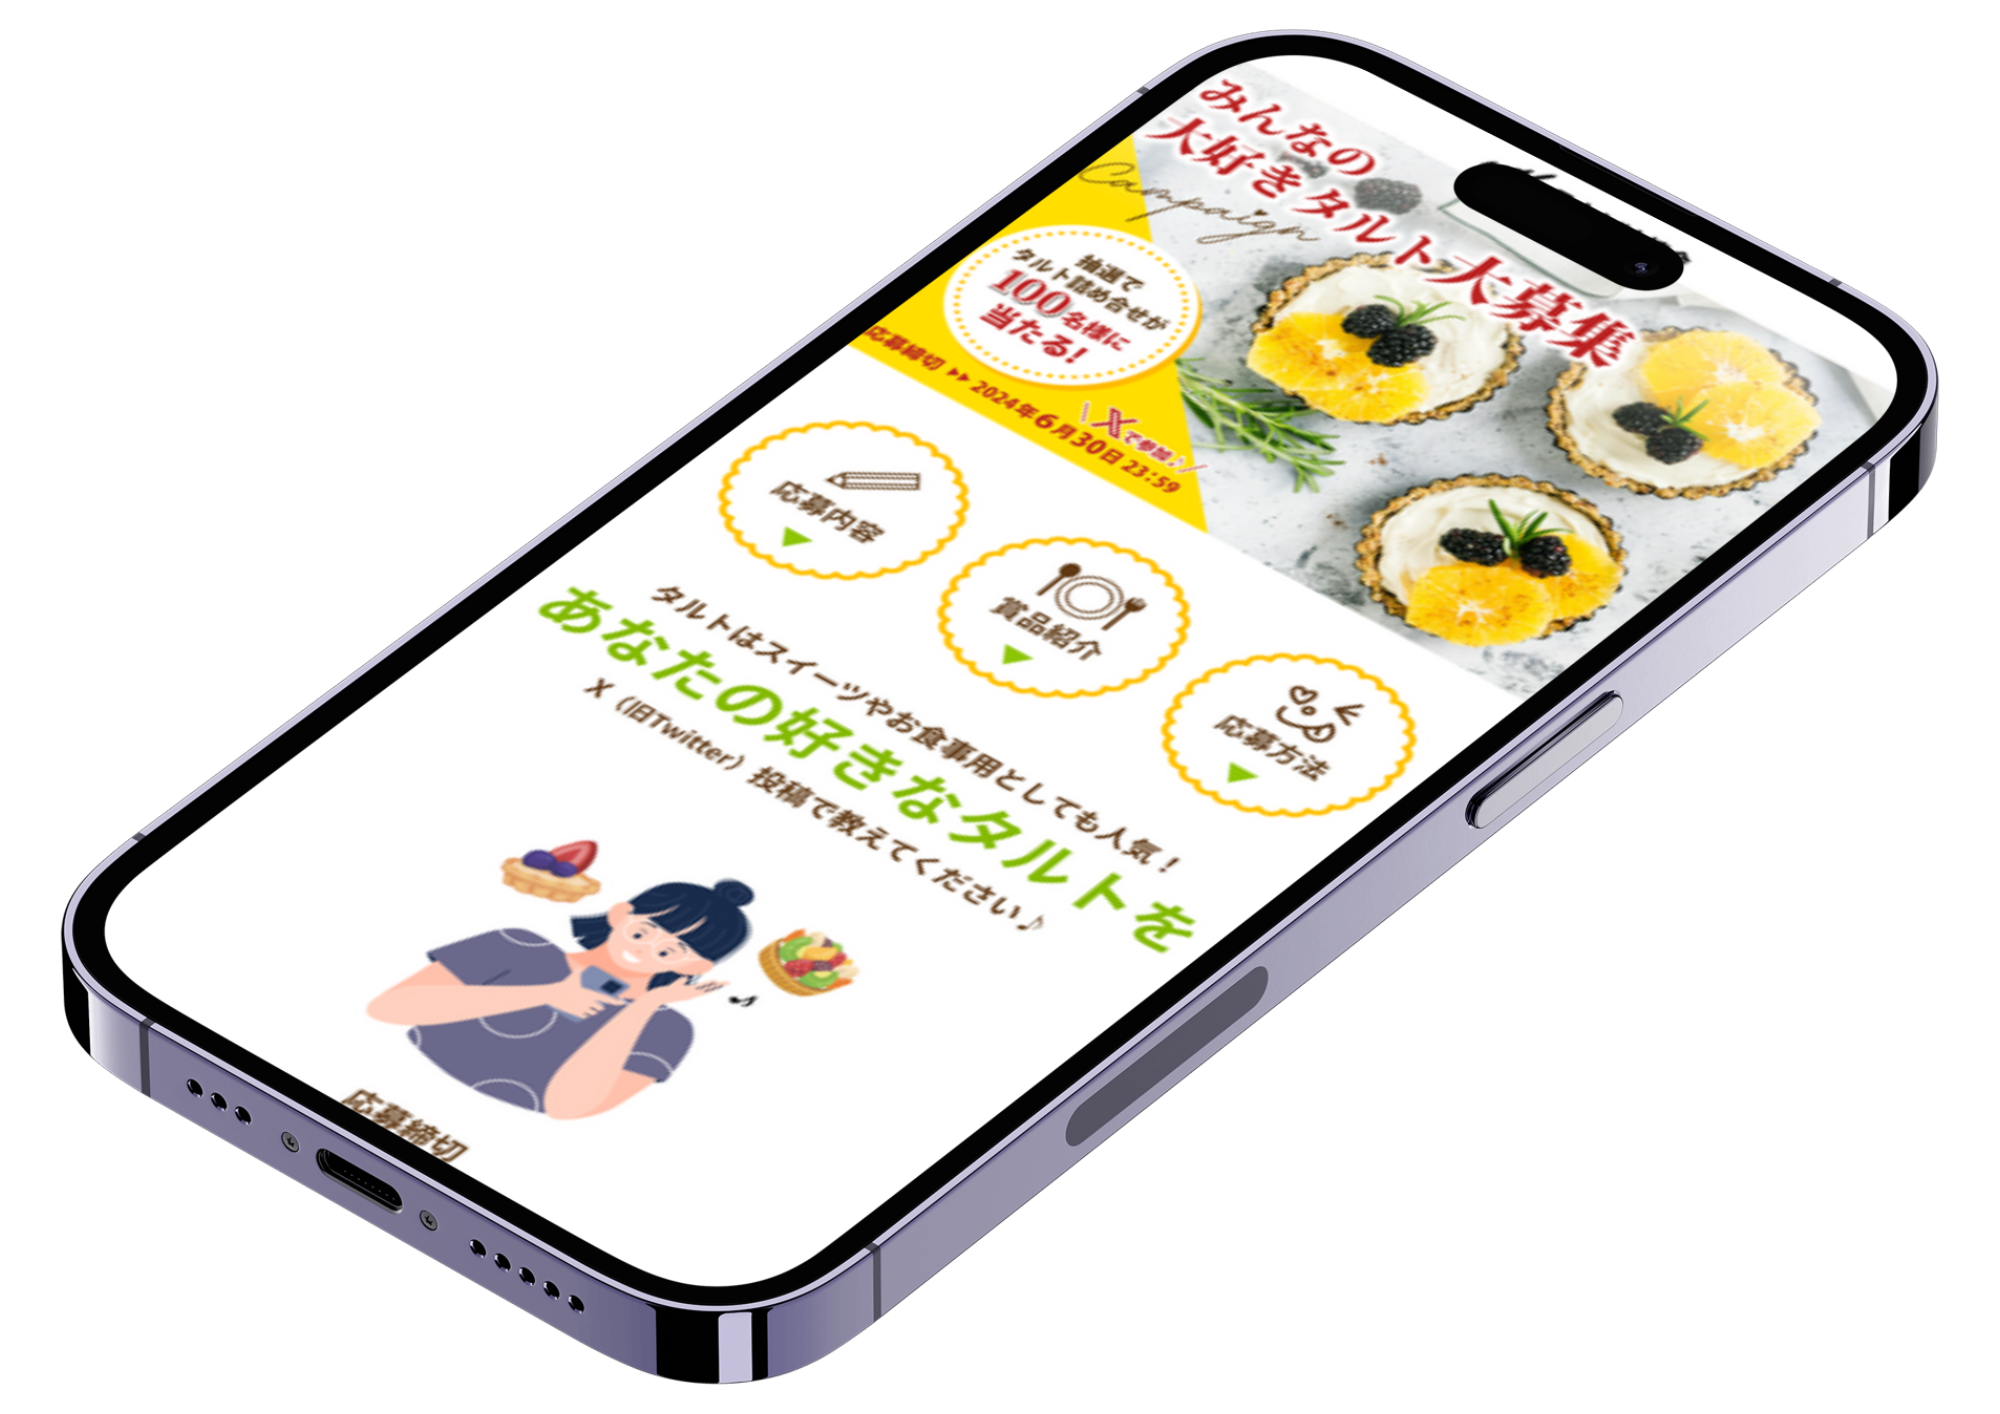 みんなの
大好きタルト大募集
Campaign
抽選で
タルト詰め合せが
100名様に
当たる!
Xで参加♪
応募締切 ▶▶ 2024年6月30日 23:59
応募内容
賞品紹介
応募方法
タルトはスイーツやお食事用としても人気！
あなたの好きなタルトを
X（旧Twitter）投稿で教えてください♪
応募締切